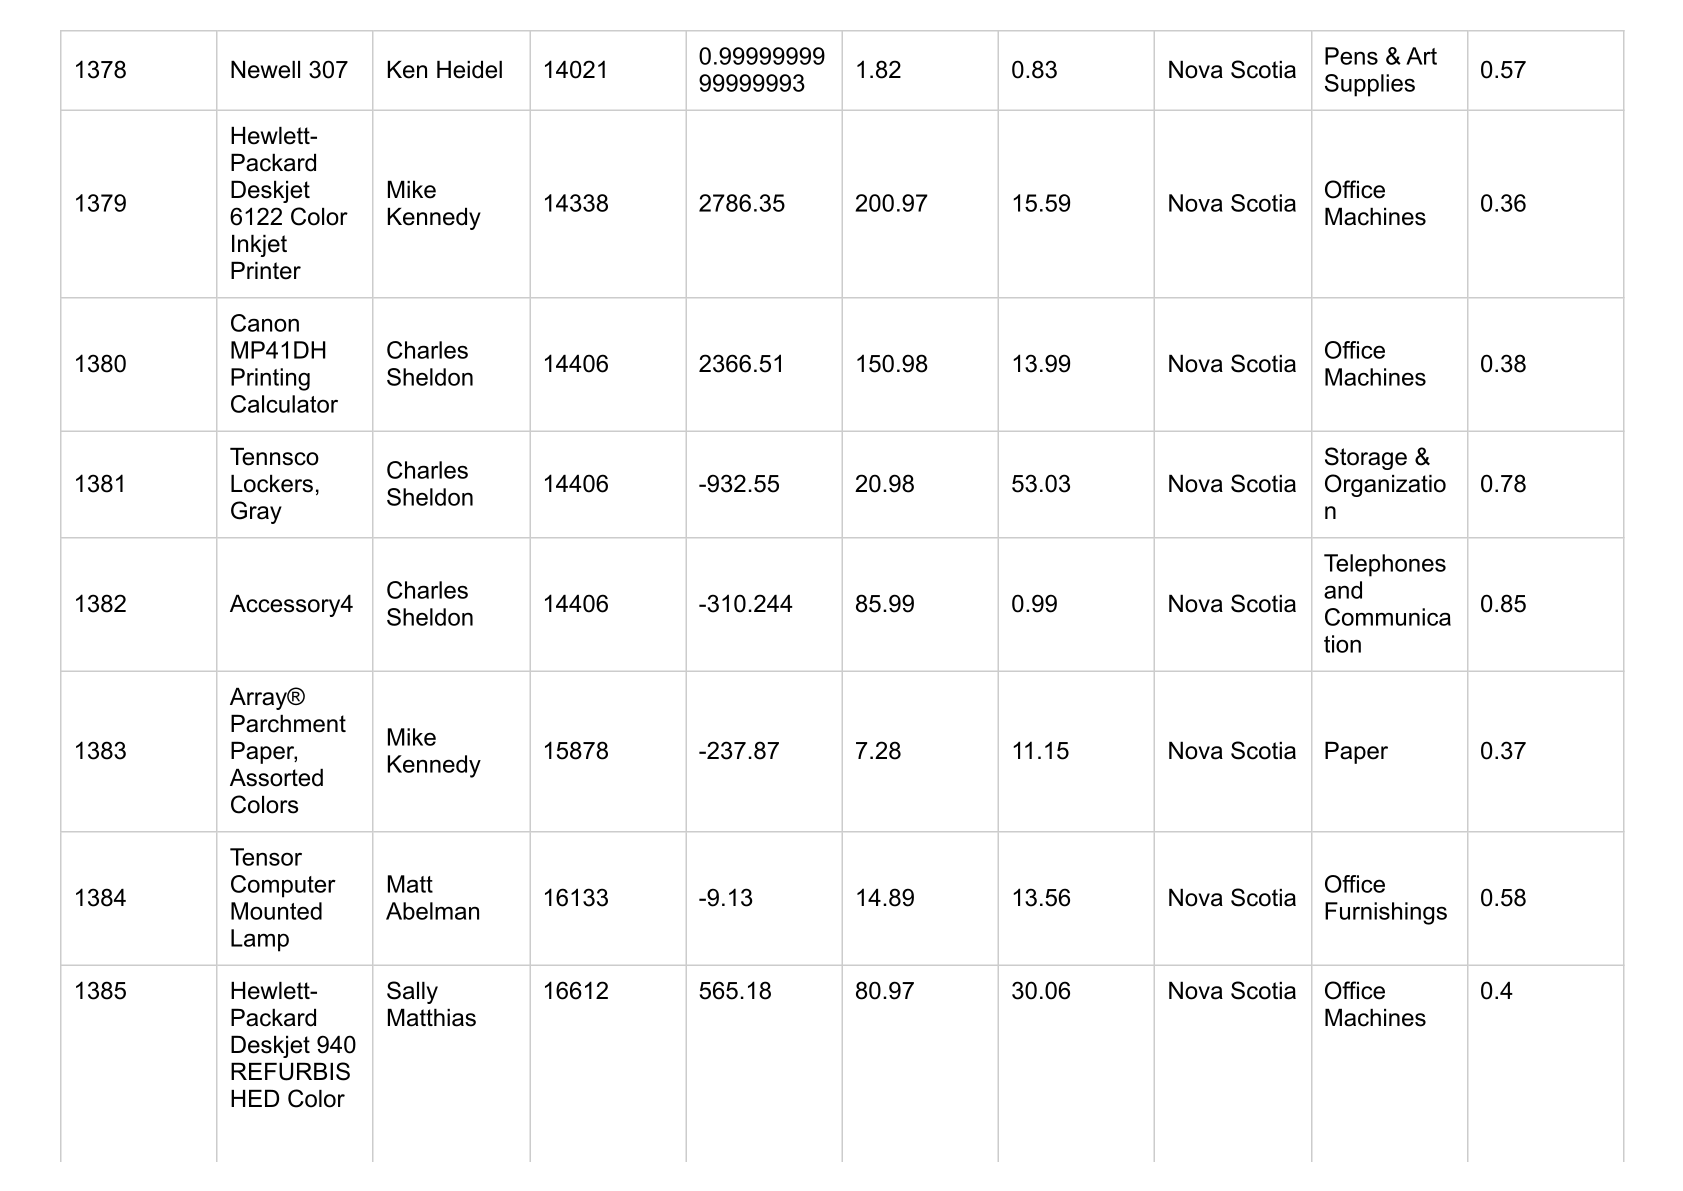 1378 Newell 307 Ken Heidel 14021 0.99999999 1.82 0.83 Nova Scotia Pens & Art 0.57
99999993 Supplies
Hewlett-
Packard
Deskjet
6122 Color
Inkjet
Printer
1379 Mike 14338 2786.35 200.97 15.59 Nova Scotia Office 0.36
Kennedy Machines
Canon
MP41DH
Printing
Calculator
1380 Charles 14406 2366.51 150.98 13.99 Nova Scotia Office 0.38
Sheldon Machines
Tennsco
Lockers,
Gray
1381 Charles 14406 -932.55 20.98 53.03 Nova Scotia Storage & 0.78
Sheldon Organizatio
n
1382 Accessory4 Charles 14406 -310.244 85.99 0.99 Nova Scotia Telephones 0.85
Sheldon and
Communica
tion
Array®
Parchment
Paper,
Assorted
Colors
1383 Mike 15878 -237.87 7.28 11.15 Nova Scotia Paper 0.37
Kennedy
Tensor
Computer
Mounted
Lamp
1384 Matt 16133 -9.13 14.89 13.56 Nova Scotia Office 0.58
Abelman Furnishings
1385 Hewlett- Sally 16612 565.18 80.97 30.06 Nova Scotia Office 0.4
Packard Matthias Machines
Deskjet 940
REFURBIS
HED Color